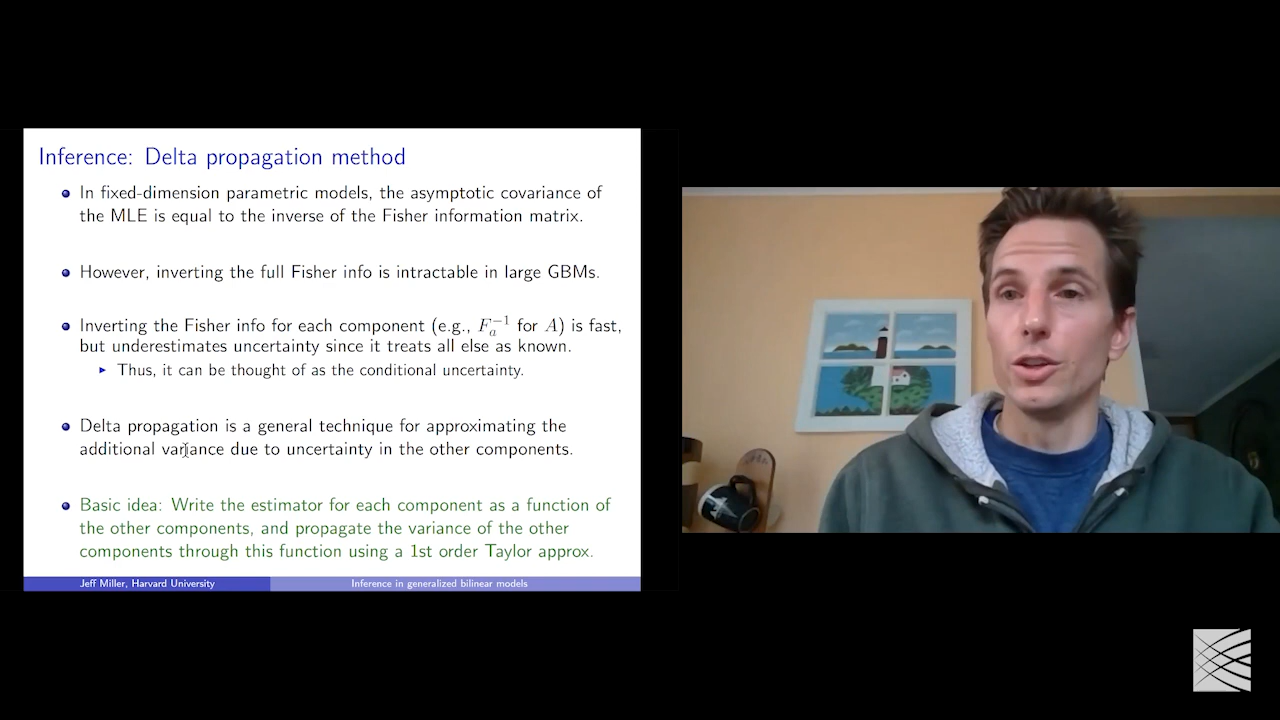 Inference: Delta propagation method
In fixed-dimension parametric models, the asymptotic covariance of
the MLE is equal to the inverse of the Fisher information matrix.
However, inverting the full Fisher info is intractable in large GBMs.
Inverting the Fisher info for each component (e.g., $F_a^{-1}$ for $A$) is fast,
but underestimates uncertainty since it treats all else as known.
Thus, it can be thought of as the conditional uncertainty.
Delta propagation is a general technique for approximating the
additional variance due to uncertainty in the other components.
Basic idea: Write the estimator for each component as a function of
the other components, and propagate the variance of the other
components through this function using a 1st order Taylor approx.
Jeff Miller, Harvard University
Inference in generalized bilinear models